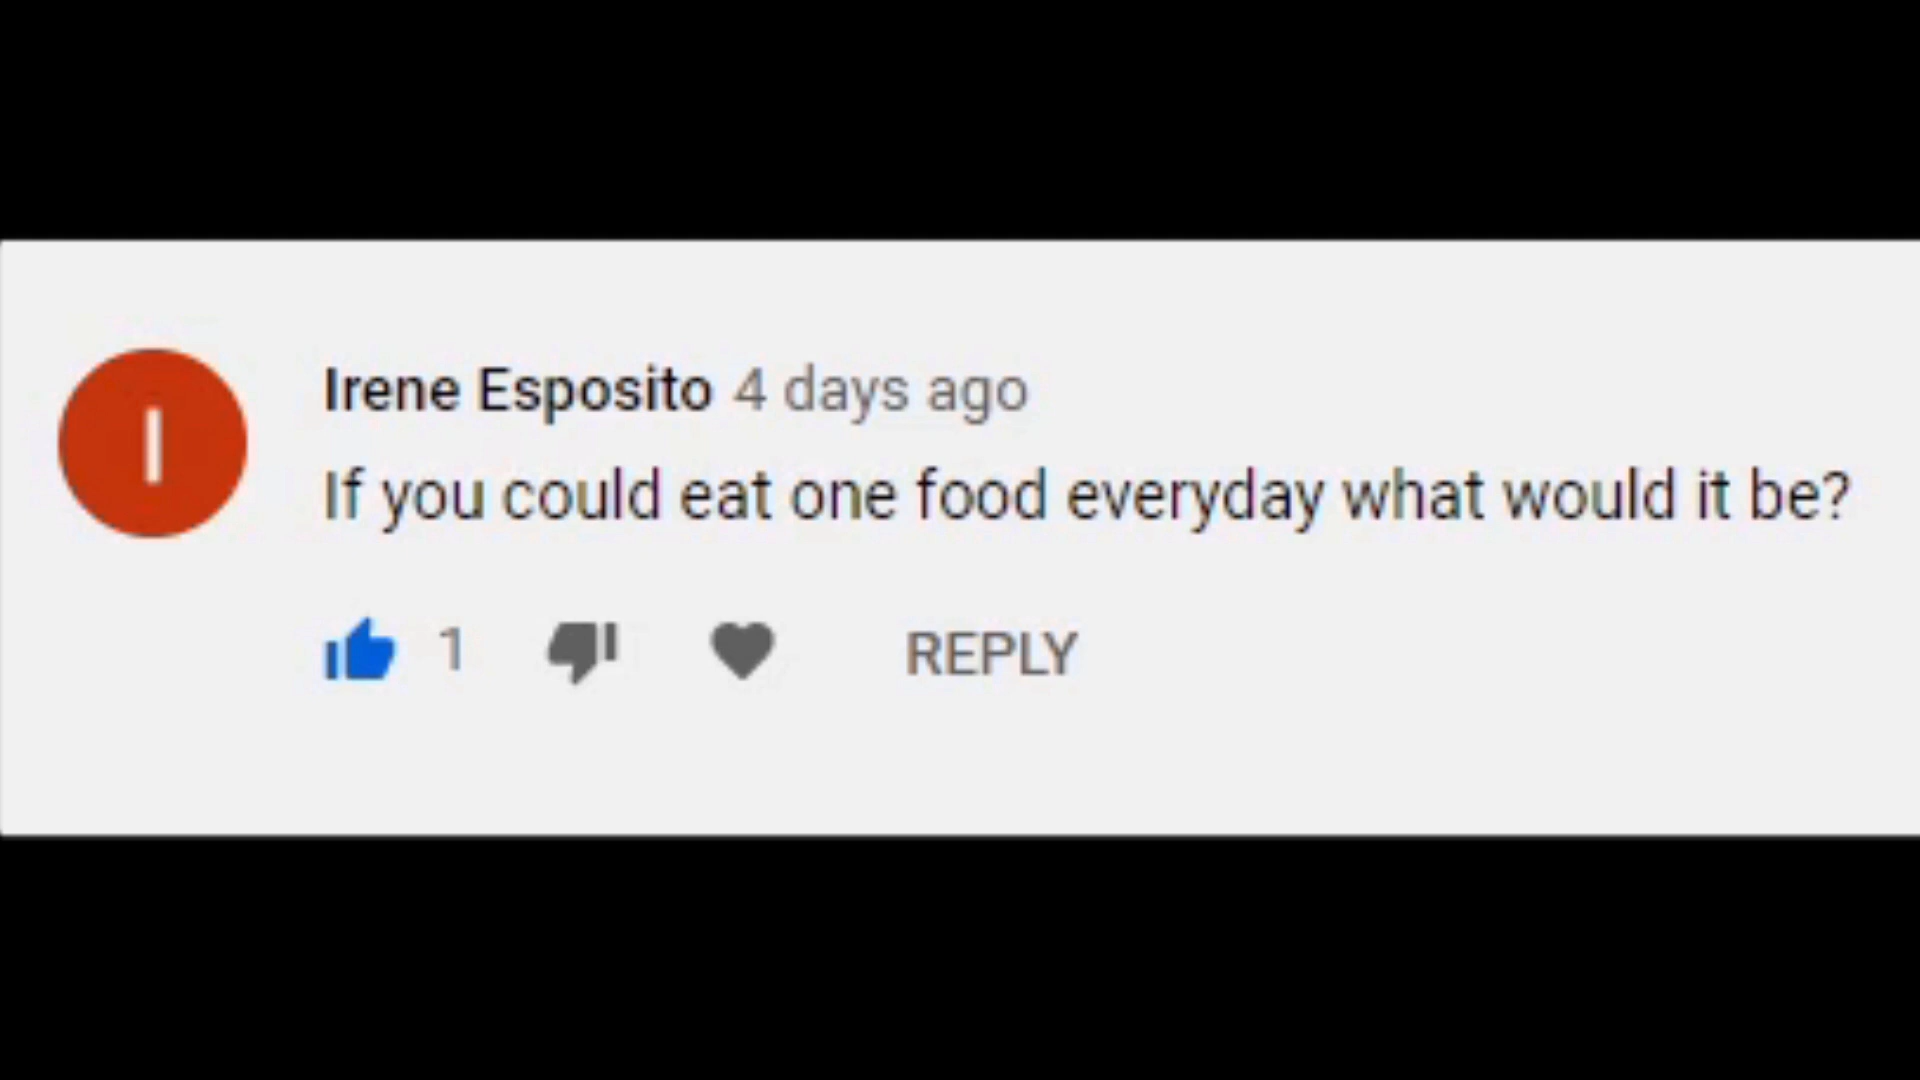 I
Irene Esposito 4 days ago
If you could eat one food everyday what would it be?
1 REPLY